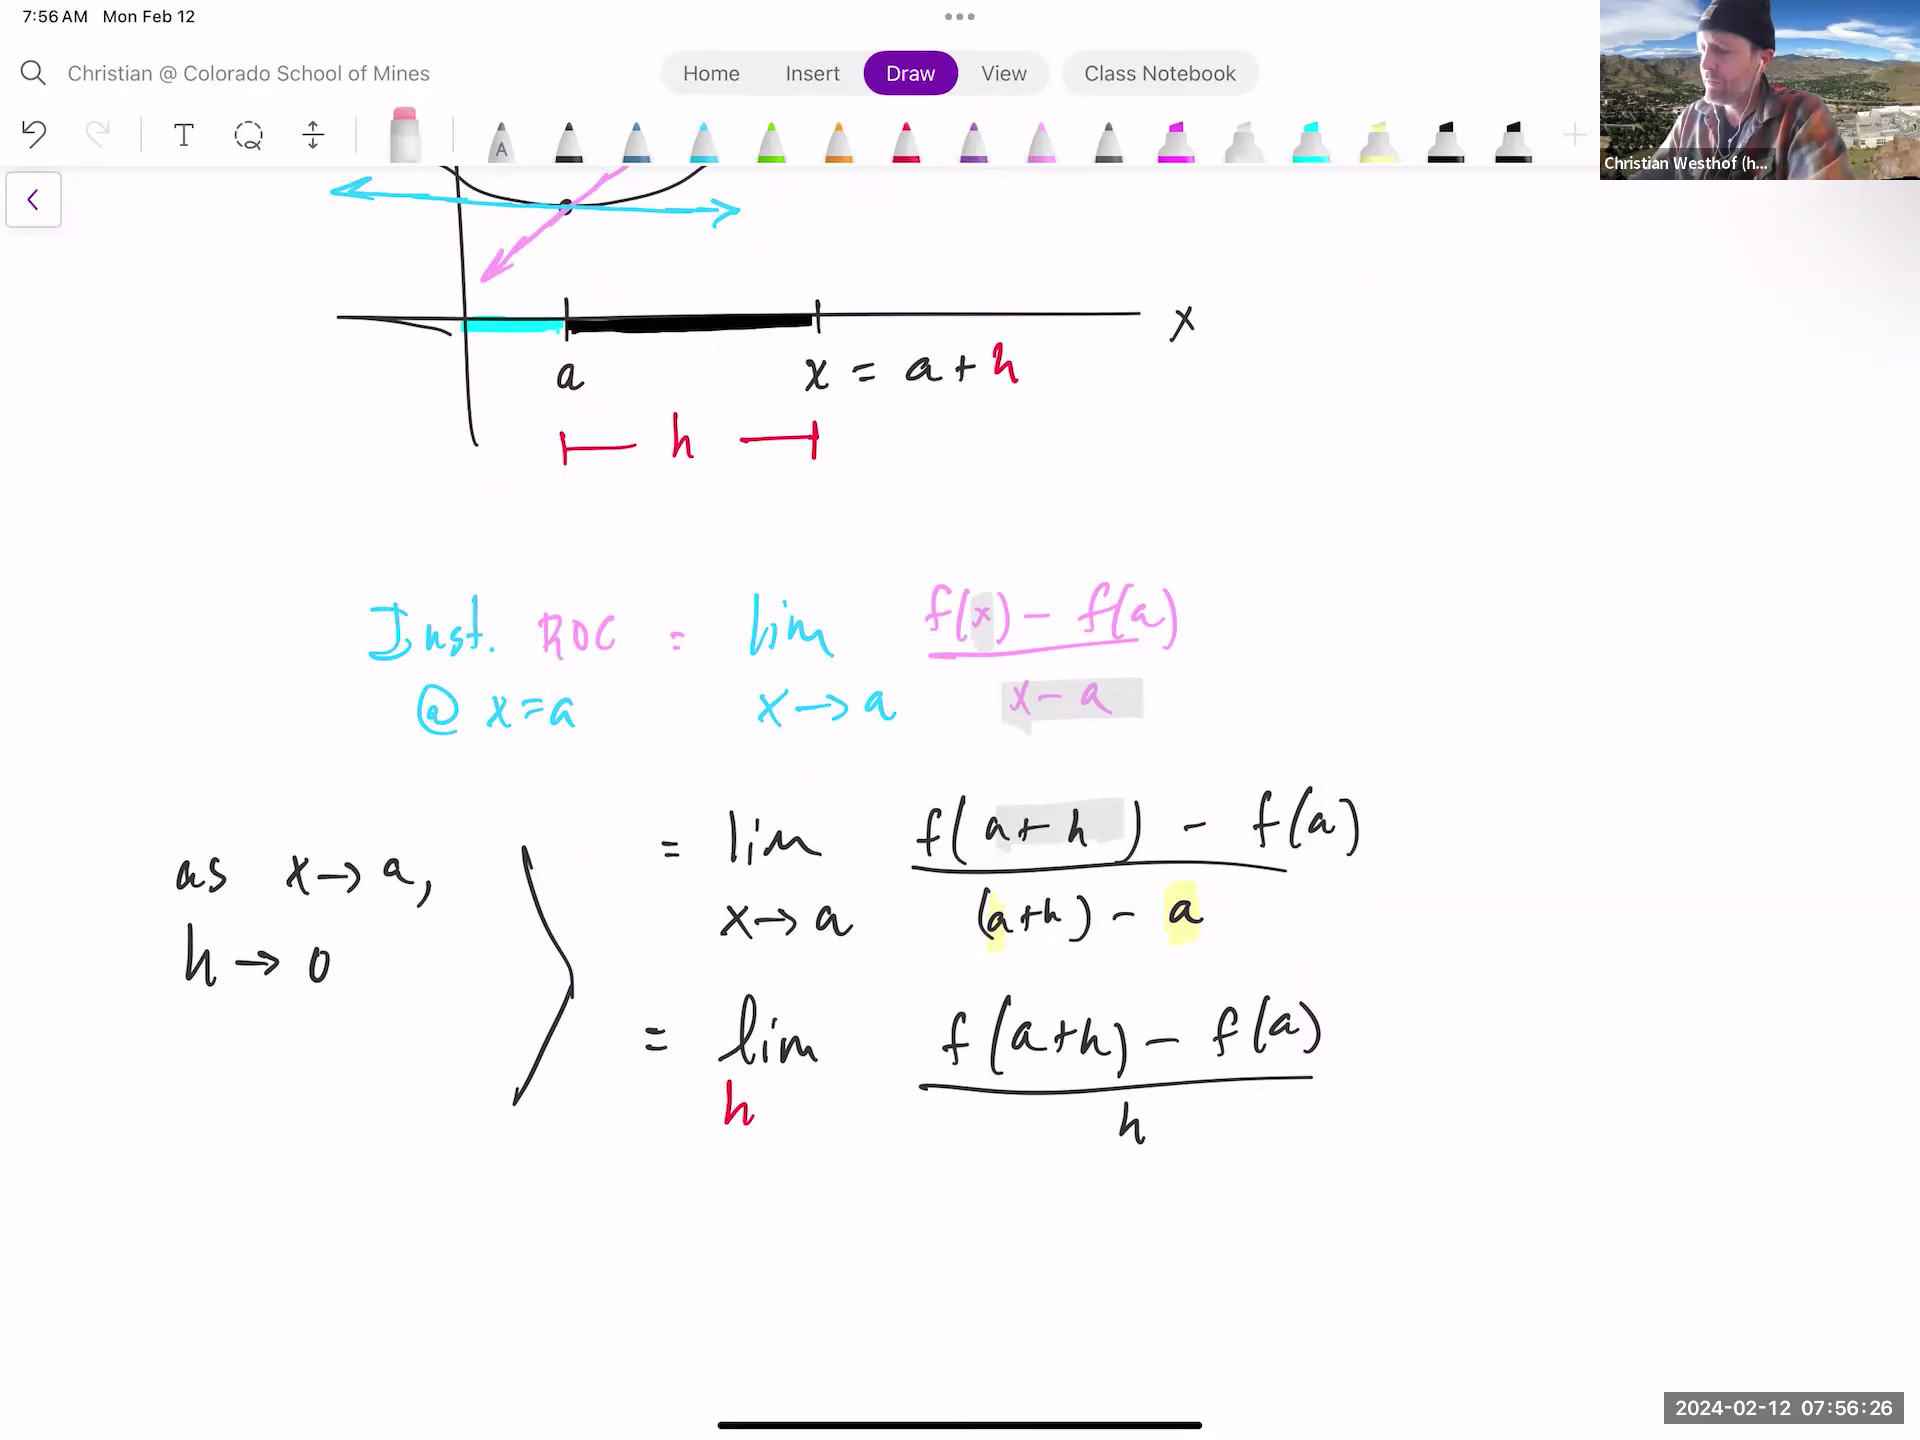 7:56 AM Mon Feb 12
Christian @ Colorado School of Mines
Home Insert Draw View Class Notebook
T A
Christian Westhof (h...
x
a x = a + h
h
Inst. ROC = lim f(x) - f(a)
@ x = a x → a x - a
= lim f(a + h) - f(a)
as x → a, x → a (a + h) - a
h → 0
= lim f(a + h) - f(a)
h h
2024-02-12 07:56:26